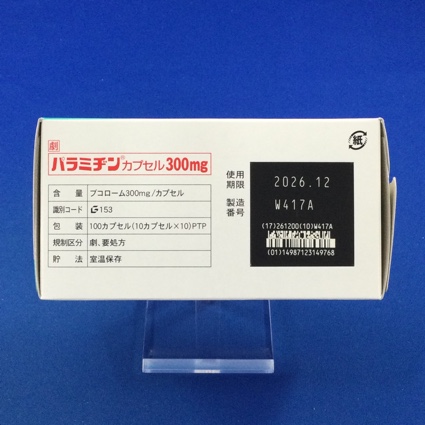 劇
パラミヂン®カプセル300mg
含　量　ブコローム300mg/カプセル
識別コード　153
包　装　100カプセル(10カプセル×10)PTP
規制区分　劇、要処方
貯　法　室温保存
使用期限　2026.12
製造番号　W417A
(17)261200(10)W417A
(01)14987123149768
紙